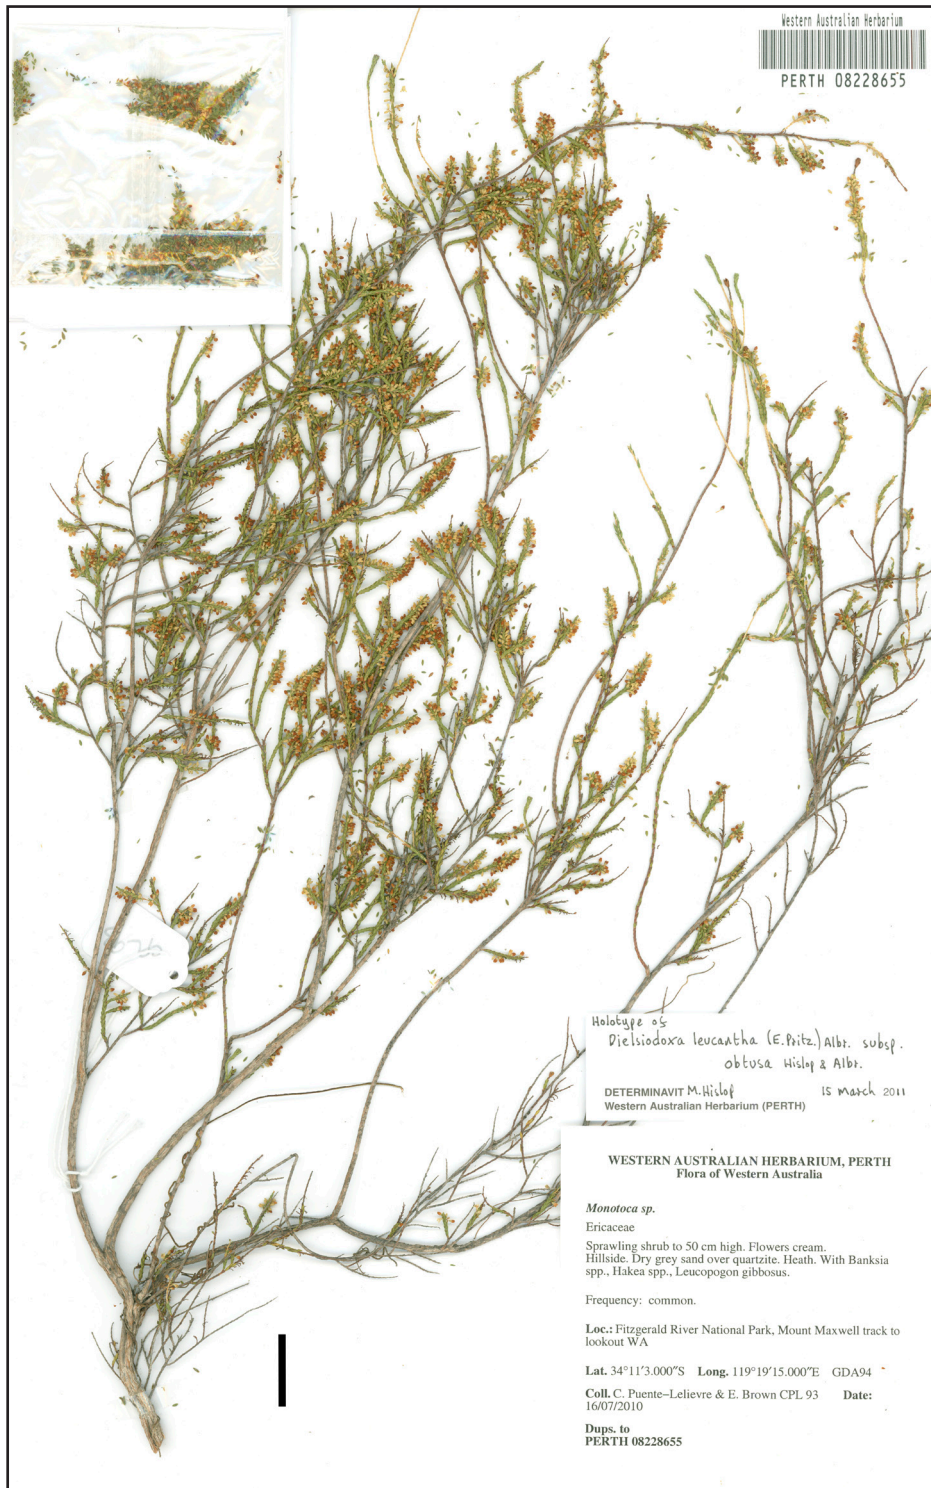 Western Australian Herbarium
PERTH 08228655
Holotype of
Dielsiodoxa leucantha (E.Pritz.) Albr. subsp.
obtusa Hislop & Albr.
DETERMINAVIT M.Hislop 15 March 2011
Western Australian Herbarium (PERTH)
WESTERN AUSTRALIAN HERBARIUM, PERTH
Flora of Western Australia
Monotoca sp.
Ericaceae
Sprawling shrub to 50 cm high. Flowers cream.
Hillside. Dry grey sand over quartzite. Heath. With Banksia
spp., Hakea spp., Leucopogon gibbosus.
Frequency: common.
Loc.: Fitzgerald River National Park, Mount Maxwell track to
lookout WA
Lat. 34°11′3.000″S Long. 119°19′15.000″E GDA94
Coll. C. Puente–Lelievre & E. Brown CPL 93 Date:
16/07/2010
Dups. to
PERTH 08228655